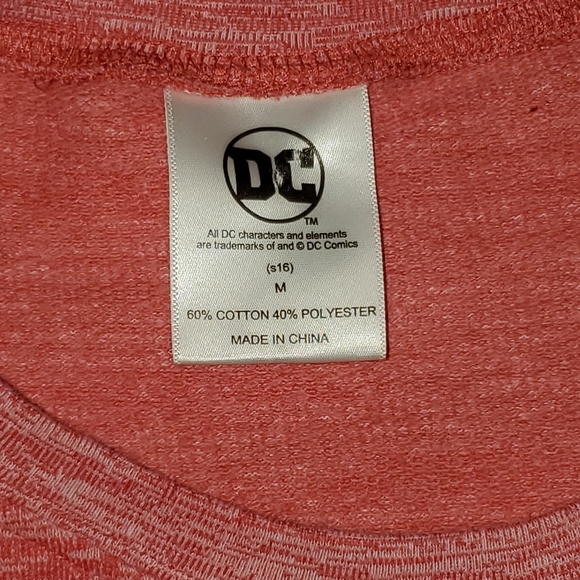 DC
TM
All DC characters and elements
are trademarks of and © DC Comics
(s16)
M
60% COTTON 40% POLYESTER
MADE IN CHINA